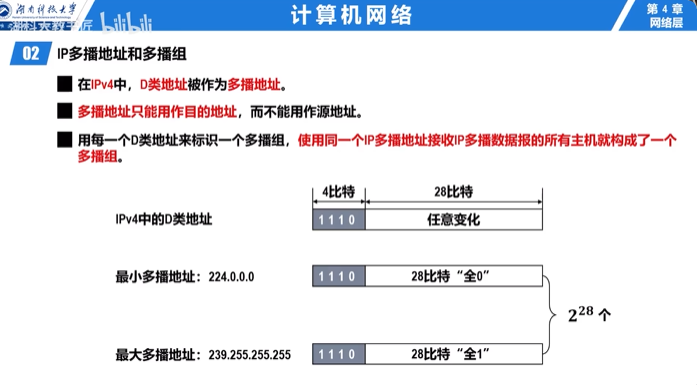 湖南科技大学
计算机网络
第 4 章
网络层
湖科大教书匠 bilibili
02 IP多播地址和多播组
在IPv4中，D类地址被作为多播地址。
多播地址只能用作目的地址，而不能用作源地址。
用每一个D类地址来标识一个多播组，使用同一个IP多播地址接收IP多播数据报的所有主机就构成了一个
多播组。
4比特 28比特
IPv4中的D类地址 1 1 1 0 任意变化
最小多播地址：224.0.0.0 1 1 1 0 28比特“全0”
2^28 个
最大多播地址：239.255.255.255 1 1 1 0 28比特“全1”